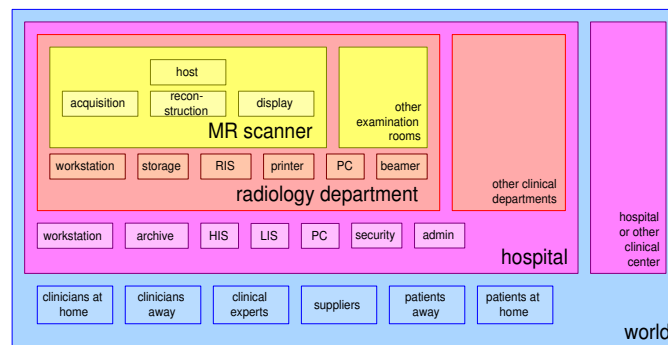 host
acquisition
recon-
struction
display
MR scanner
other
examination
rooms
workstation
storage
RIS
printer
PC
beamer
radiology department
other clinical
departments
workstation
archive
HIS
LIS
PC
security
admin
hospital
hospital
or other
clinical
center
clinicians at
home
clinicians
away
clinical
experts
suppliers
patients
away
patients at
home
world